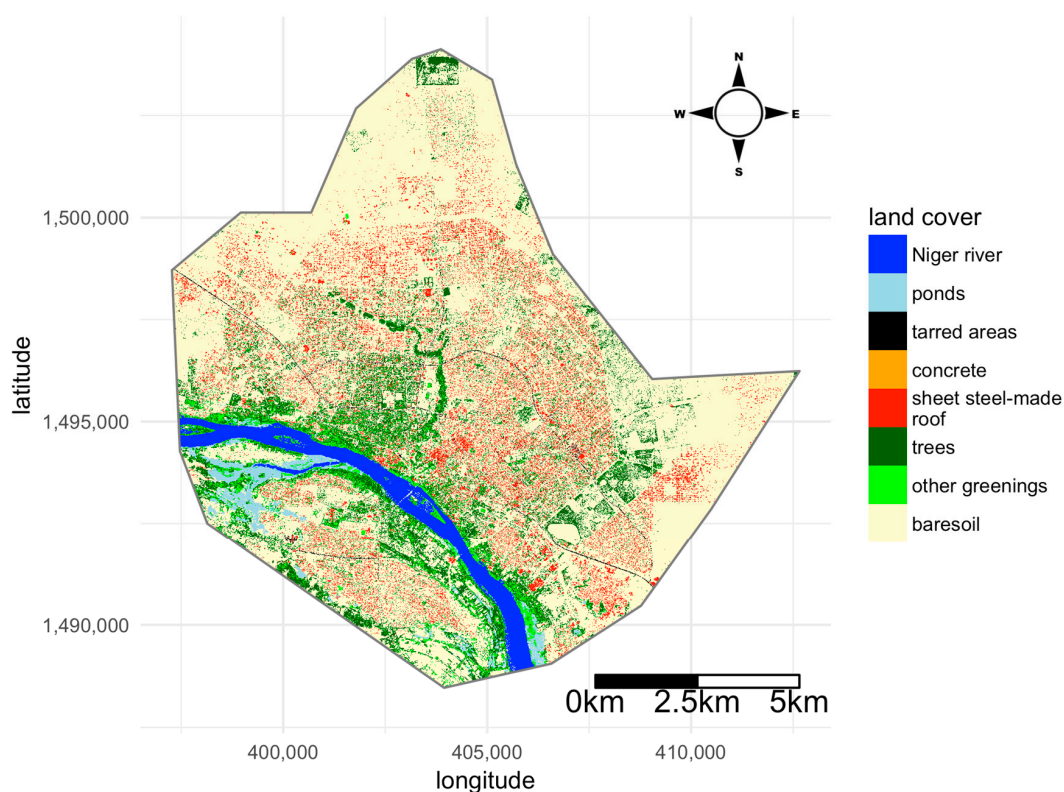 N
W E
S
1,500,000
1,495,000
1,490,000
latitude
400,000 405,000 410,000
longitude
0km 2.5km 5km
land cover
Niger river
ponds
tarred areas
concrete
sheet steel-made
roof
trees
other greenings
baresoil